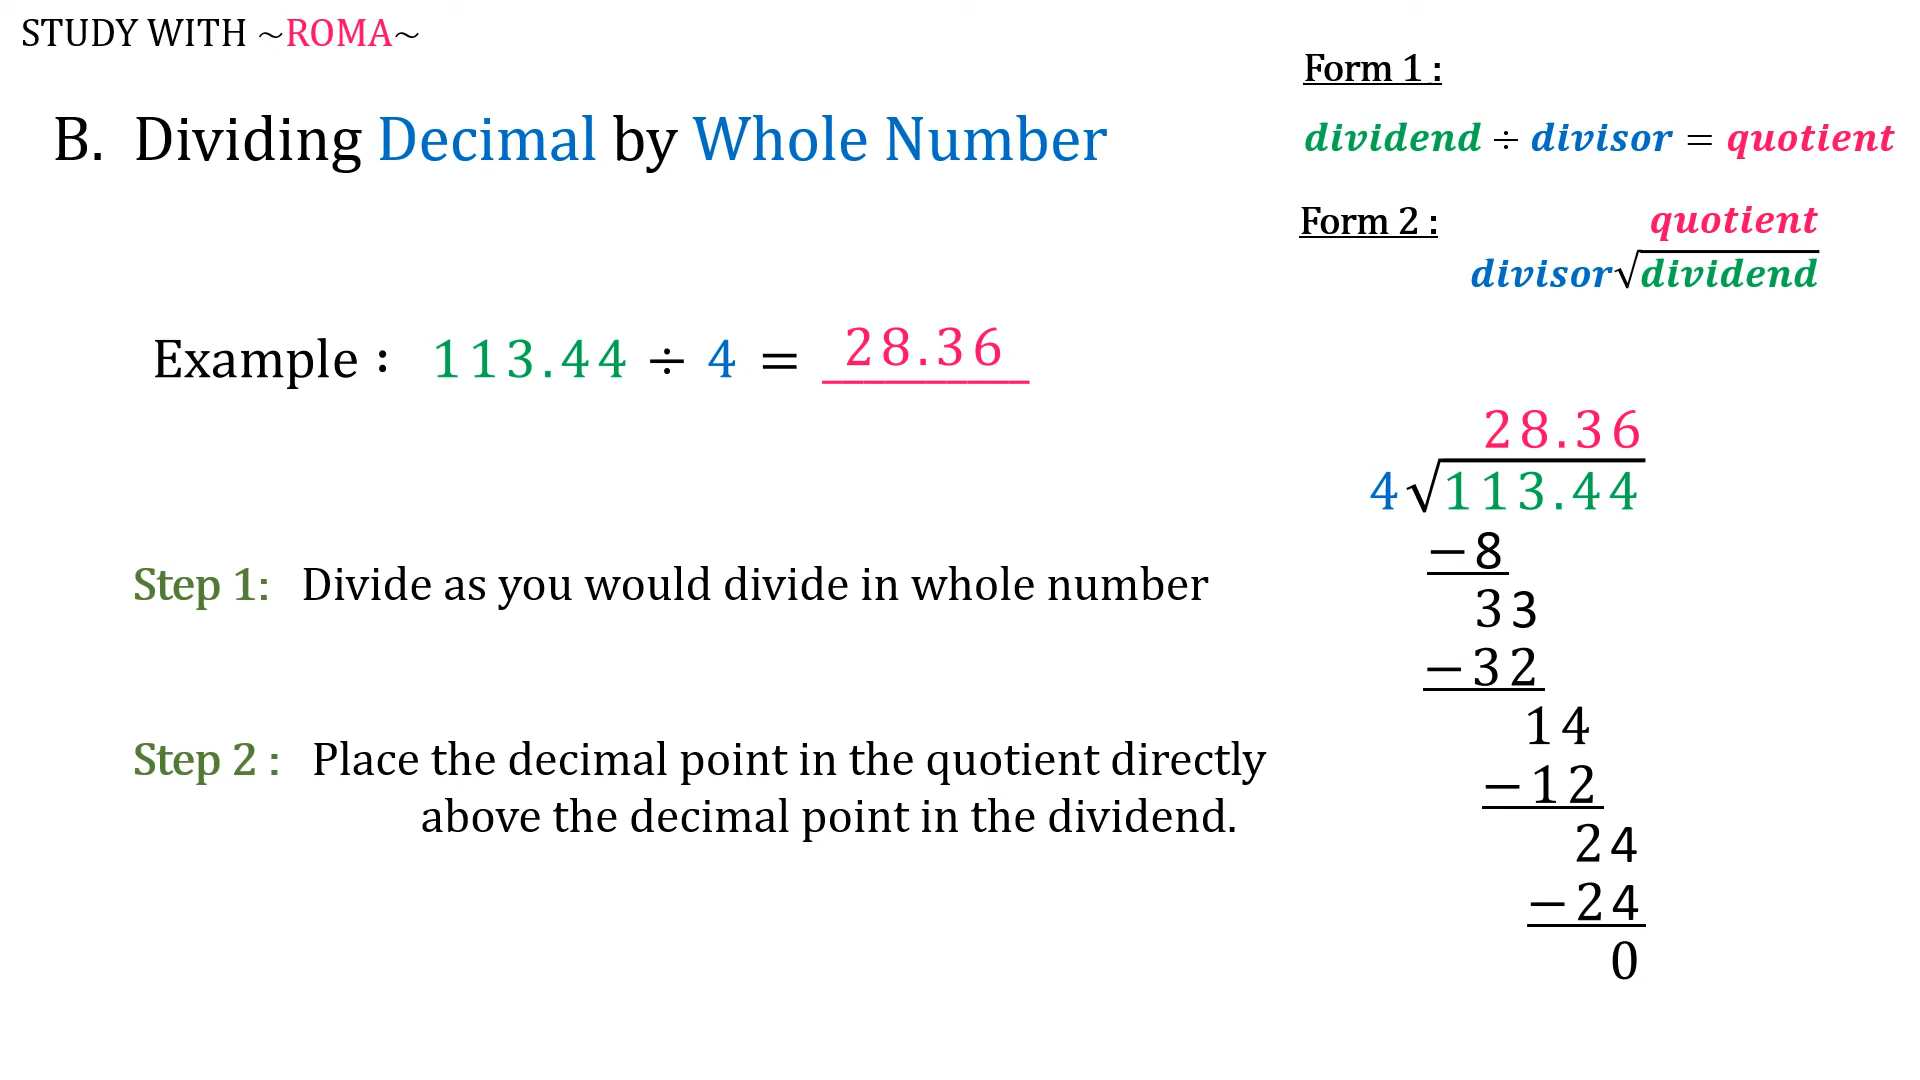 STUDY WITH ~ROMA~
B. Dividing Decimal by Whole Number
Form 1 :
dividend ÷ divisor = quotient
Form 2 :
quotient
divisor√dividend
Example : 113.44 ÷ 4 = 28.36
Step 1: Divide as you would divide in whole number
Step 2 : Place the decimal point in the quotient directly
above the decimal point in the dividend.
28.36
4√113.44
−8
33
−32
14
−12
24
−24
0